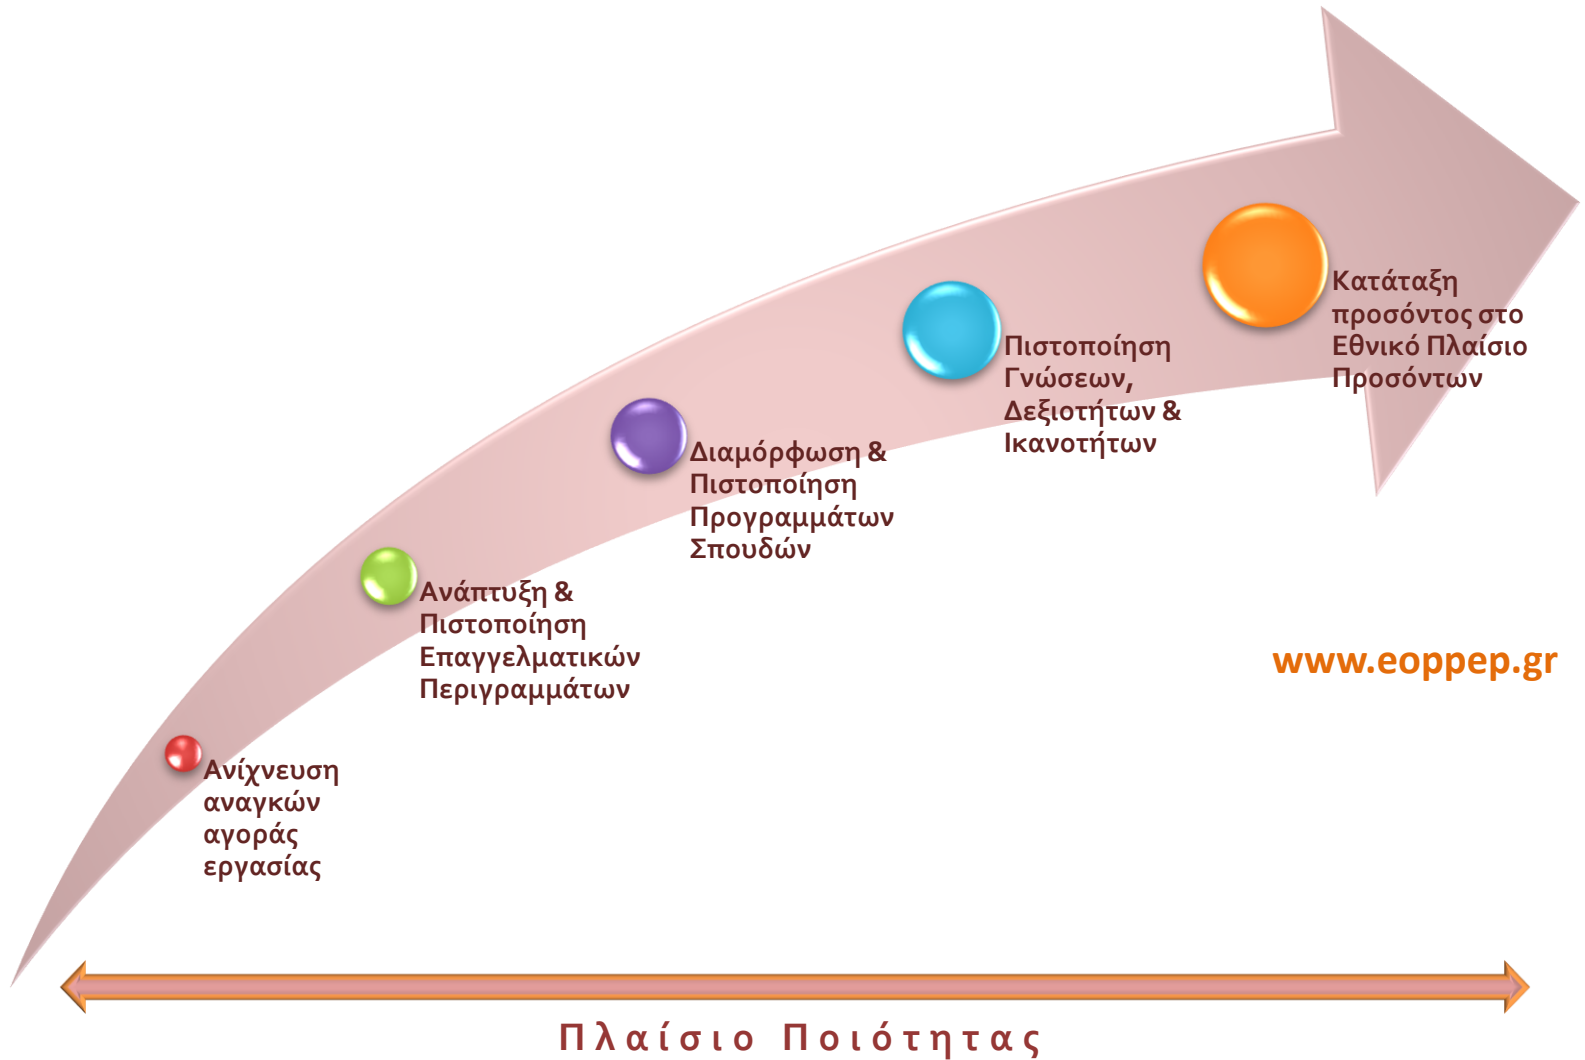 Ανίχνευση
αναγκών
αγοράς
εργασίας
Ανάπτυξη &
Πιστοποίηση
Επαγγελματικών
Περιγραμμάτων
Διαμόρφωση &
Πιστοποίηση
Προγραμμάτων
Σπουδών
Πιστοποίηση
Γνώσεων,
Δεξιοτήτων &
Ικανοτήτων
Κατάταξη
προσόντος στο
Εθνικό Πλαίσιο
Προσόντων
www.eoppep.gr
Πλαίσιο Ποιότητας